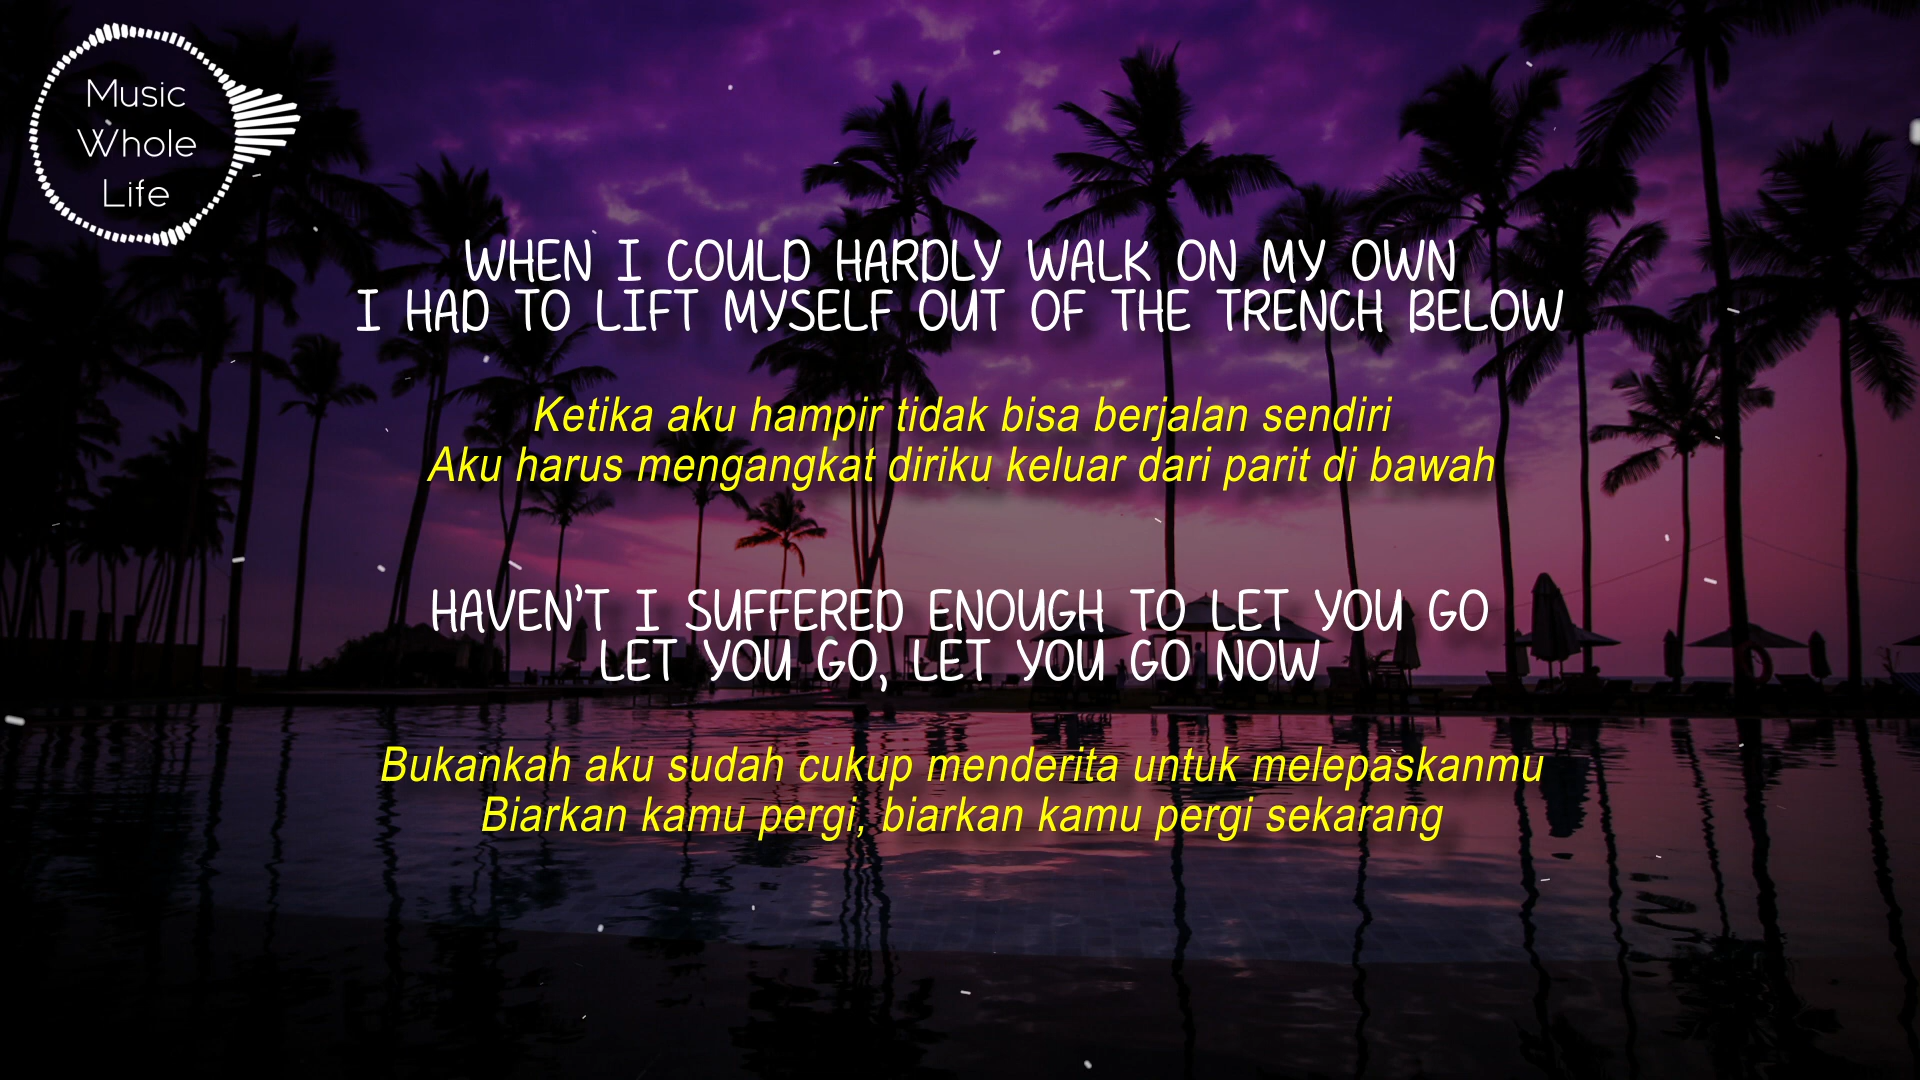 Music
Whole
Life
WHEN I COULD HARDLY WALK ON MY OWN
I HAD TO LIFT MYSELF OUT OF THE TRENCH BELOW
Ketika aku hampir tidak bisa berjalan sendiri
Aku harus mengangkat diriku keluar dari parit di bawah
HAVEN'T I SUFFERED ENOUGH TO LET YOU GO
LET YOU GO, LET YOU GO NOW
Bukankah aku sudah cukup menderita untuk melepaskanmu
Biarkan kamu pergi, biarkan kamu pergi sekarang